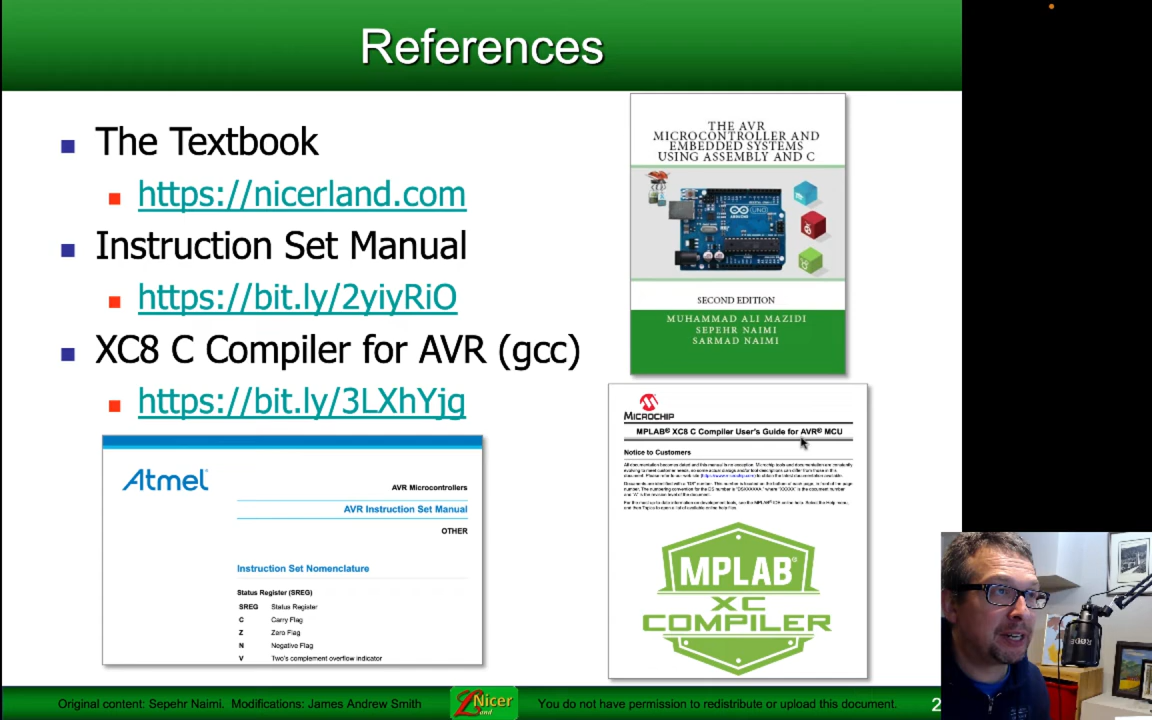 References
The Textbook
https://nicerland.com
Instruction Set Manual
https://bit.ly/2yiyRiO
XC8 C Compiler for AVR (gcc)
https://bit.ly/3LXhYjg
THE AVR
MICROCONTROLLER AND
EMBEDDED SYSTEMS
USING ASSEMBLY AND C
UNO
SECOND EDITION
MUHAMMAD ALI MAZIDI
SEPEHR NAIMI
SARMAD NAIMI
MICROCHIP
MPLAB® XC8 C Compiler User's Guide for AVR® MCU
Notice to Customers
MPLAB®
XC
COMPILER
Atmel
AVR Microcontrollers
AVR Instruction Set Manual
OTHER
Instruction Set Nomenclature
Status Register (SREG)
SREG Status Register
C Carry Flag
Z Zero Flag
N Negative Flag
V Two's complement overflow indicator
RØDE
Original content: Sepehr Naimi. Modifications: James Andrew Smith
Nicer
Land
You do not have permission to redistribute or upload this document.
2